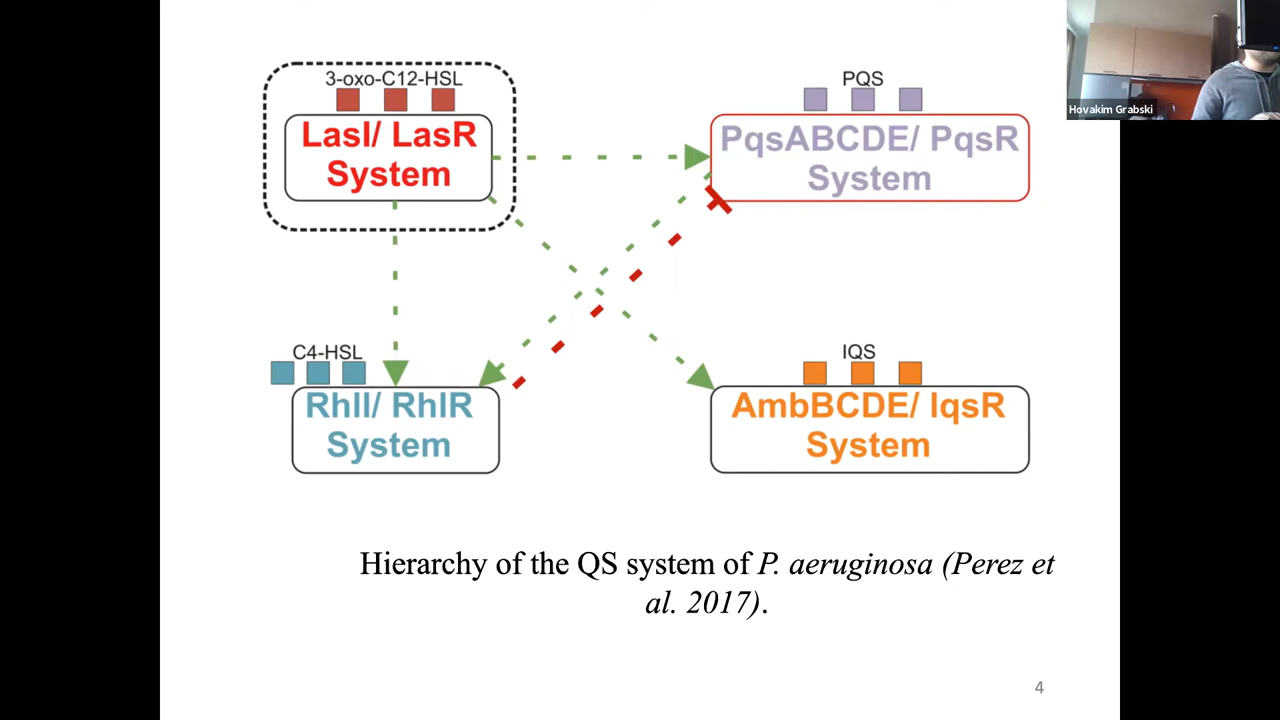 3-oxo-C12-HSL
LasI/ LasR
System
PQS
PqsABCDE/ PqsR
System
Hovakim Grabski
C4-HSL
RhlI/ RhlR
System
IQS
AmbBCDE/ IqsR
System
Hierarchy of the QS system of P. aeruginosa (Perez et
al. 2017).
4